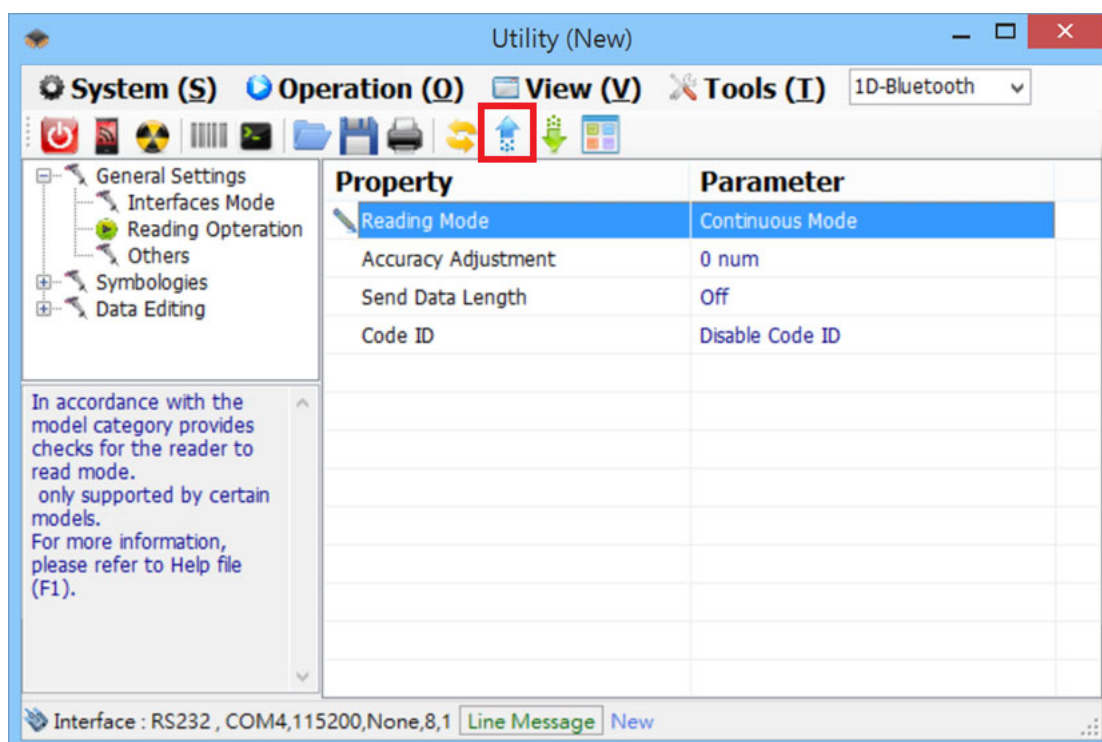 Utility (New)
System (S) Operation (O) View (V) Tools (T) 1D-Bluetooth
General Settings
Interfaces Mode
Reading Opteration
Others
Symbologies
Data Editing
Property Parameter
Reading Mode Continuous Mode
Accuracy Adjustment 0 num
Send Data Length Off
Code ID Disable Code ID
In accordance with the
model category provides
checks for the reader to
read mode.
only supported by certain
models.
For more information,
please refer to Help file
(F1).
Interface : RS232 , COM4,115200,None,8,1 Line Message New